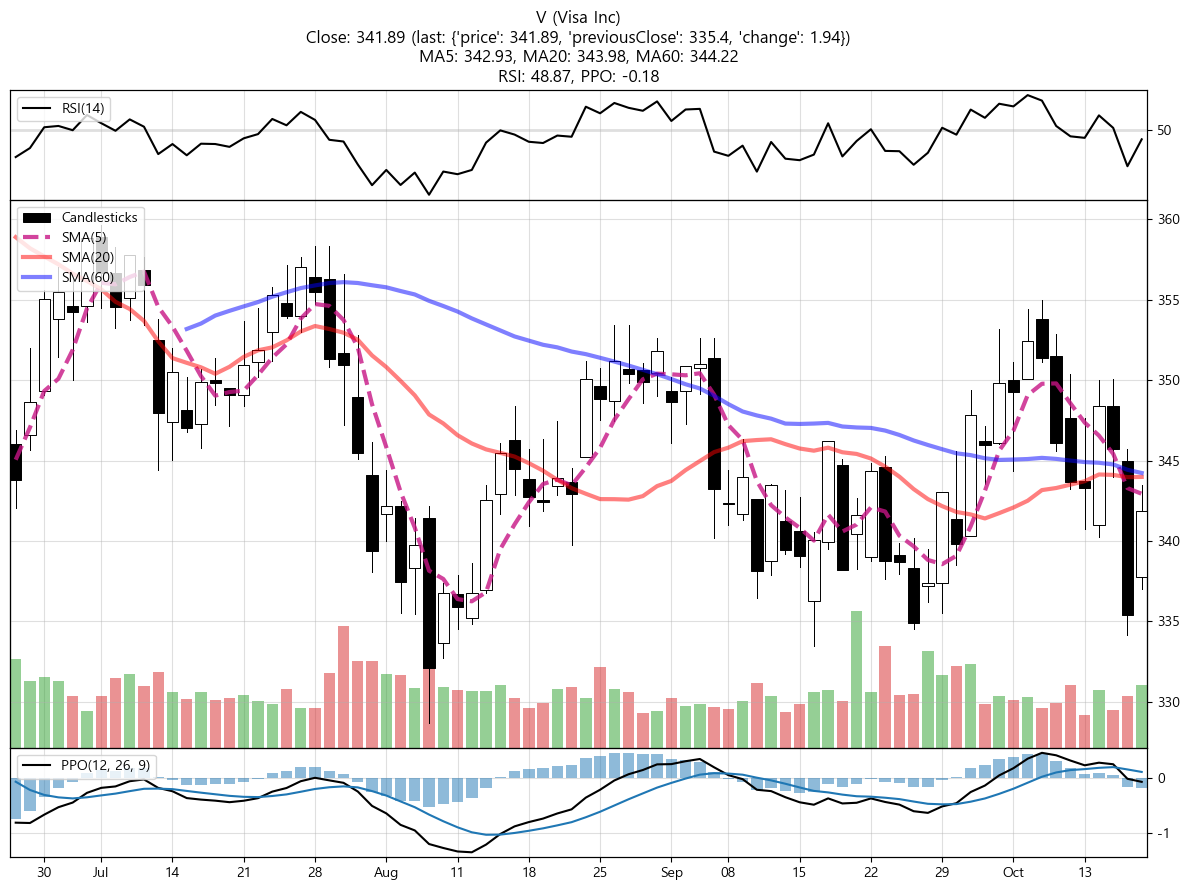 V (Visa Inc)
Close: 341.89 (last: {'price': 341.89, 'previousClose': 335.4, 'change': 1.94})
MA5: 342.93, MA20: 343.98, MA60: 344.22
RSI: 48.87, PPO: -0.18
RSI(14)
50
Candlesticks
SMA(5)
SMA(20)
SMA(60)
360
355
350
345
340
335
330
PPO(12, 26, 9)
0
-1
30 Jul 14 21 28 Aug 11 18 25 Sep 08 15 22 29 Oct 13